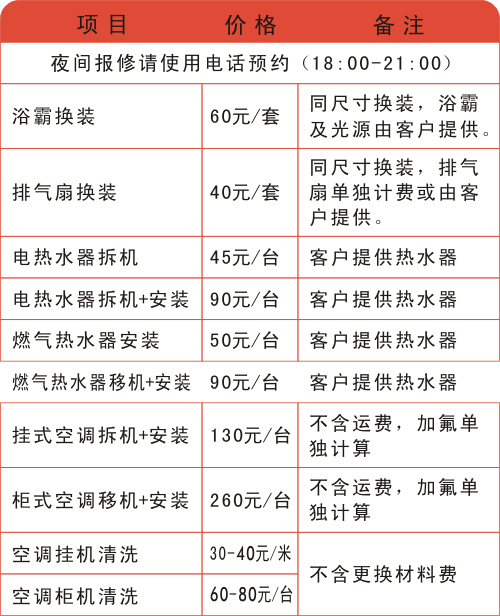 项目 价格 备注
夜间报修请使用电话预约（18:00-21:00）
浴霸换装 60元/套 同尺寸换装，浴霸
及光源由客户提供。
排气扇换装 40元/套 同尺寸换装，排气
扇单独计费或由客
户提供。
电热水器拆机 45元/台 客户提供热水器
电热水器拆机+安装 90元/台 客户提供热水器
燃气热水器安装 50元/台 客户提供热水器
燃气热水器移机+安装 90元/台 客户提供热水器
挂式空调拆机+安装 130元/台 不含运费，加氟单
独计算
柜式空调移机+安装 260元/台 不含运费，加氟单
独计算
空调挂机清洗 30-40元/米 不含更换材料费
空调柜机清洗 60-80元/台